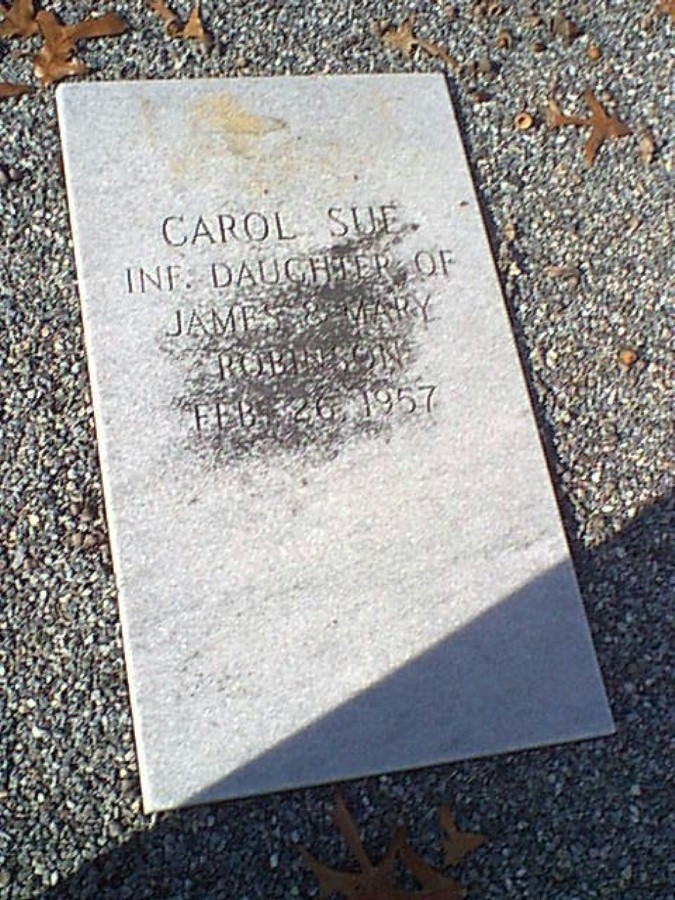 CAROL SUE
INF. DAUGHTER OF
JAMES & MARY
ROBINSON
FEB. 26, 1957